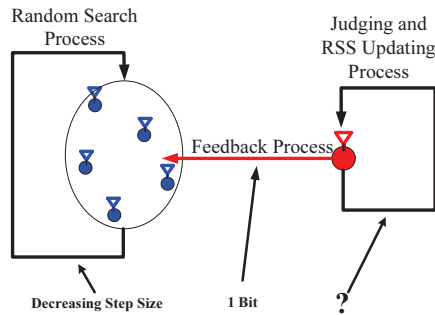 Random Search
Process
Judging and
RSS Updating
Process
Feedback Process
Decreasing Step Size
1 Bit
?